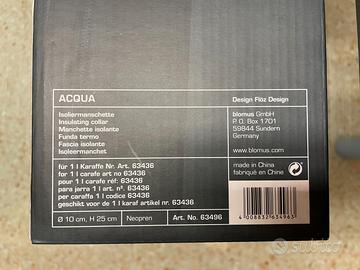 ACQUA
Design Flöz Design
Isoliermanschette
Insulating collar
Manchette isolante
Funda termo
Fascia isolante
Isoleermanchet
blomus GmbH
P. O. Box 1701
59844 Sundern
Germany
www.blomus.com
für 1 l Karaffe Nr. Art. 63436
for 1 l carafe art no 63436
pour 1 l carafe réf: 63436
para jarra 1 l art. nº. 63436
per caraffa 1 l codice 63436
geschikt voor de 1 l karaf artikel nr. 63436
made in China
fabriqué en Chine
Ø 10 cm, H 25 cm
Neopren
Art. No. 63496
4 008832 634963
subito